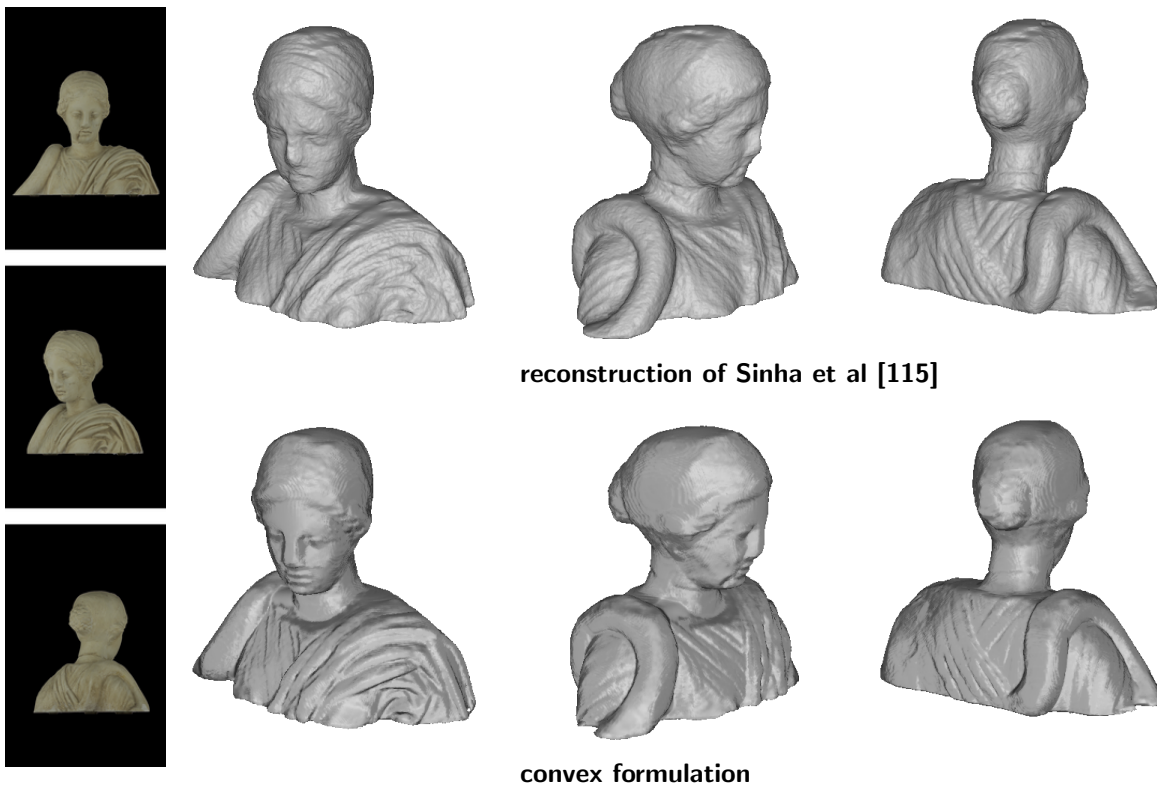 reconstruction of Sinha et al [115]
convex formulation